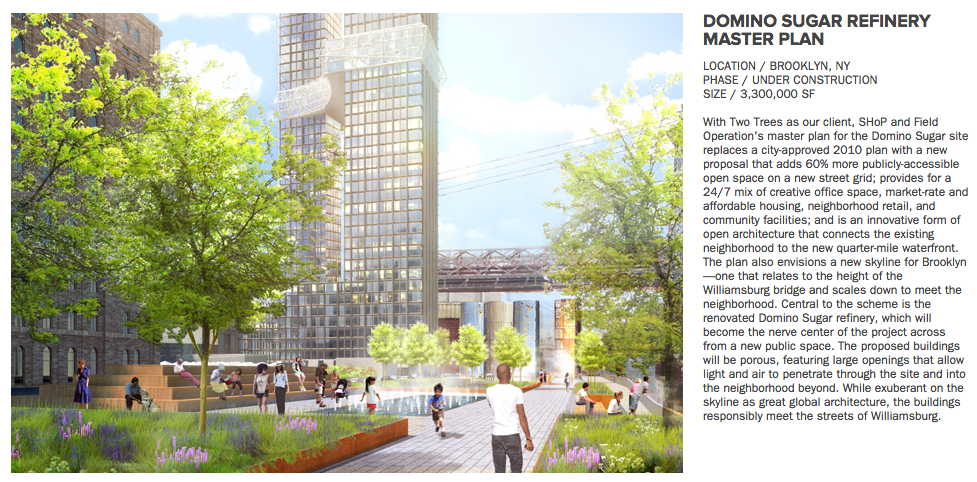 DOMINO SUGAR REFINERY
MASTER PLAN
LOCATION / BROOKLYN, NY
PHASE / UNDER CONSTRUCTION
SIZE / 3,300,000 SF
With Two Trees as our client, SHoP and Field
Operation's master plan for the Domino Sugar site
replaces a city-approved 2010 plan with a new
proposal that adds 60% more publicly-accessible
open space on a new street grid; provides for a
24/7 mix of creative office space, market-rate and
affordable housing, neighborhood retail, and
community facilities; and is an innovative form of
open architecture that connects the existing
neighborhood to the new quarter-mile waterfront.
The plan also envisions a new skyline for Brooklyn
—one that relates to the height of the
Williamsburg bridge and scales down to meet the
neighborhood. Central to the scheme is the
renovated Domino Sugar refinery, which will
become the nerve center of the project across
from a new public space. The proposed buildings
will be porous, featuring large openings that allow
light and air to penetrate through the site and into
the neighborhood beyond. While exuberant on the
skyline as great global architecture, the buildings
responsibly meet the streets of Williamsburg.